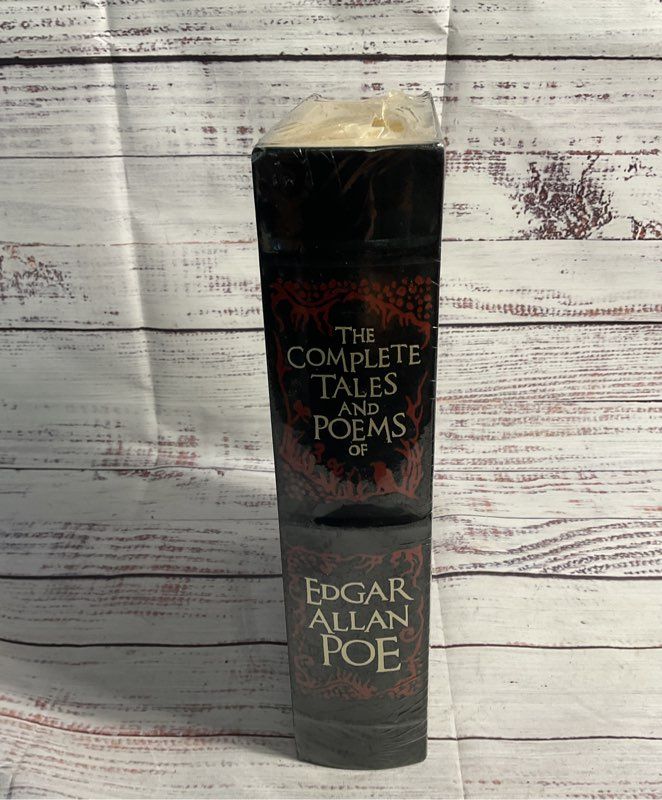 THE
COMPLETE
TALES
AND
POEMS
OF
EDGAR
ALLAN
POE